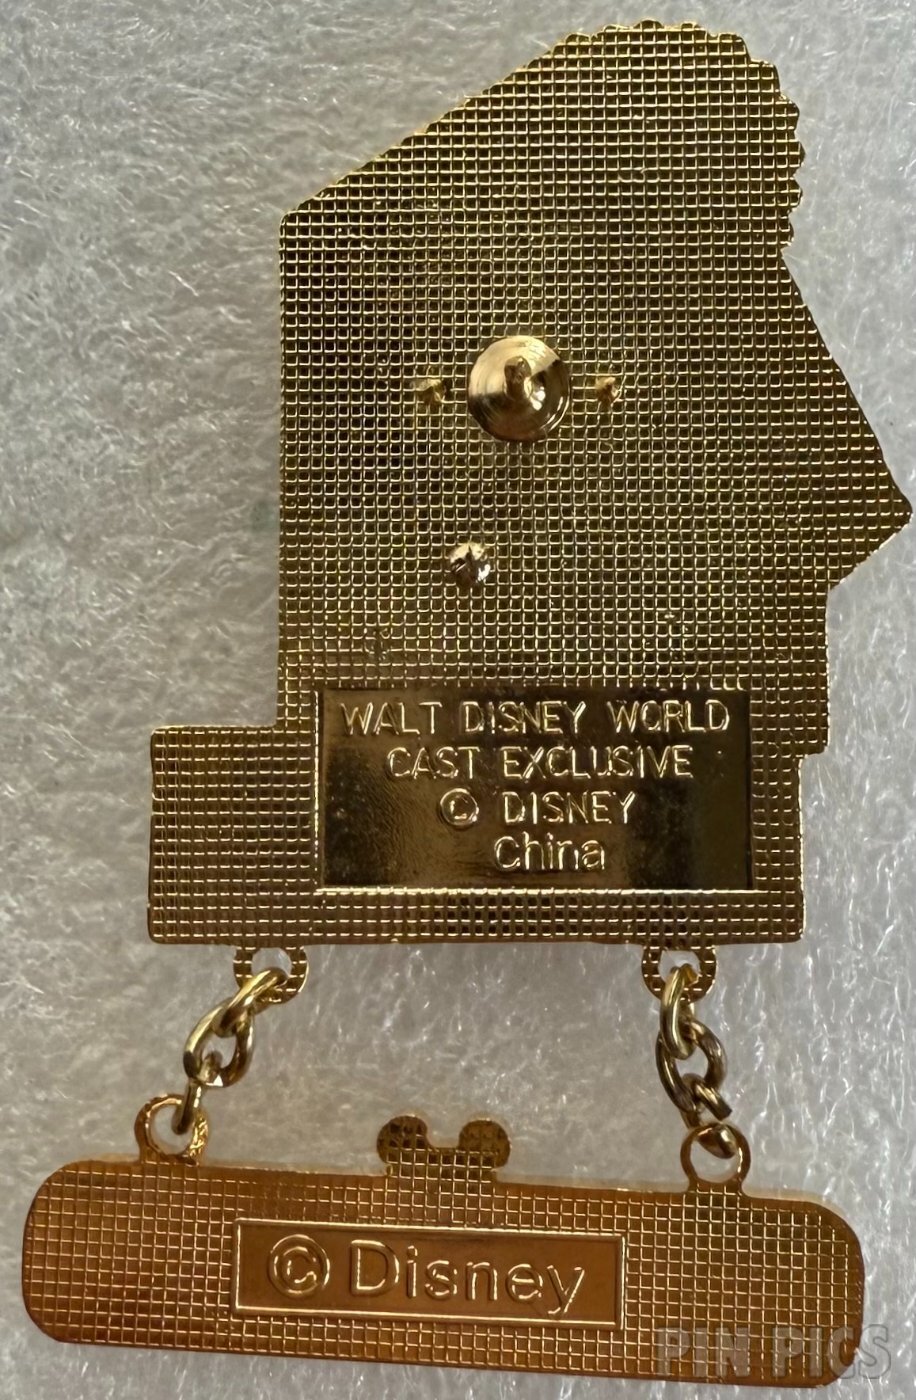 WALT DISNEY WORLD
CAST EXCLUSIVE
© DISNEY
China
© Disney
PIN PICS